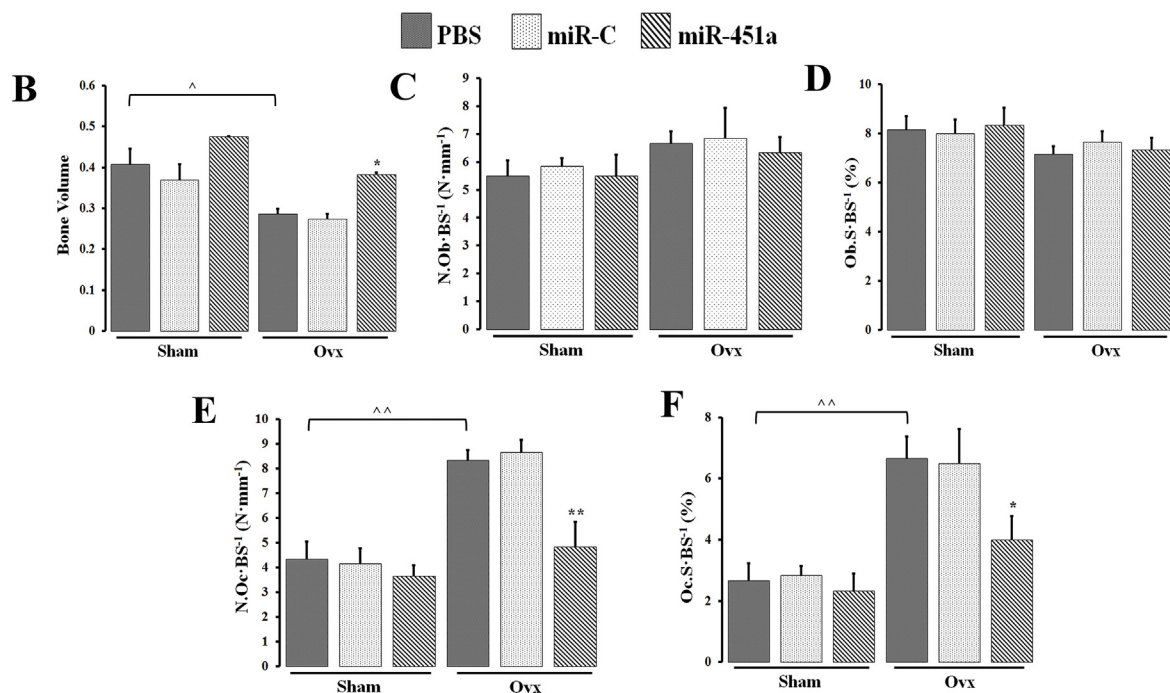 PBS miR-C miR-451a
B
Bone Volume
0.6
0.5
0.4
0.3
0.2
0.1
0
^
*
Sham Ovx
C
N.Ob·BS⁻¹ (N·mm⁻¹)
9
8
7
6
5
4
3
2
1
0
Sham Ovx
D
Ob.S·BS⁻¹ (%)
10
8
6
4
2
0
Sham Ovx
E
N.Oc·BS⁻¹ (N·mm⁻¹)
10
9
8
7
6
5
4
3
2
1
0
^^
**
Sham Ovx
F
Oc.S·BS⁻¹ (%)
8
6
4
2
0
^^
*
Sham Ovx